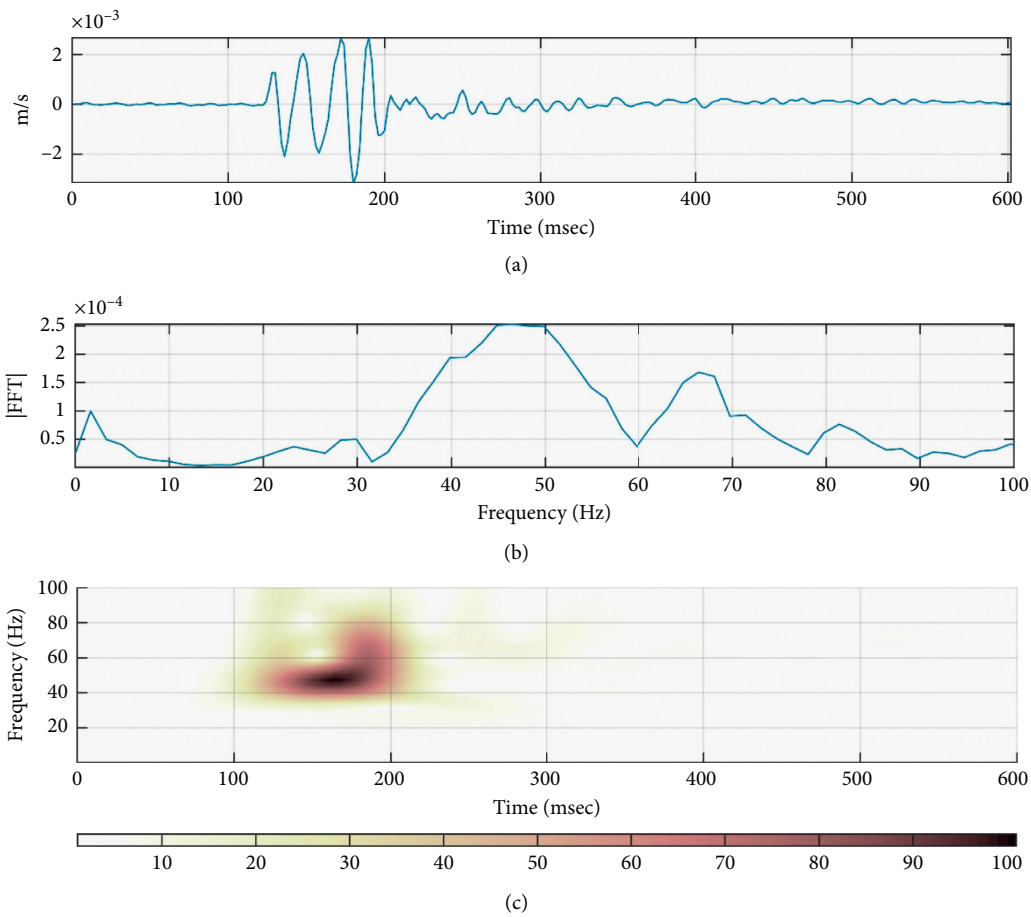 ×10⁻³
2
0
−2
m/s
0 100 200 300 400 500 600
Time (msec)
(a)
×10⁻⁴
2.5
2
1.5
1
0.5
|FFT|
0 10 20 30 40 50 60 70 80 90 100
Frequency (Hz)
(b)
100
80
60
40
20
Frequency (Hz)
0 100 200 300 400 500 600
Time (msec)
10 20 30 40 50 60 70 80 90 100
(c)